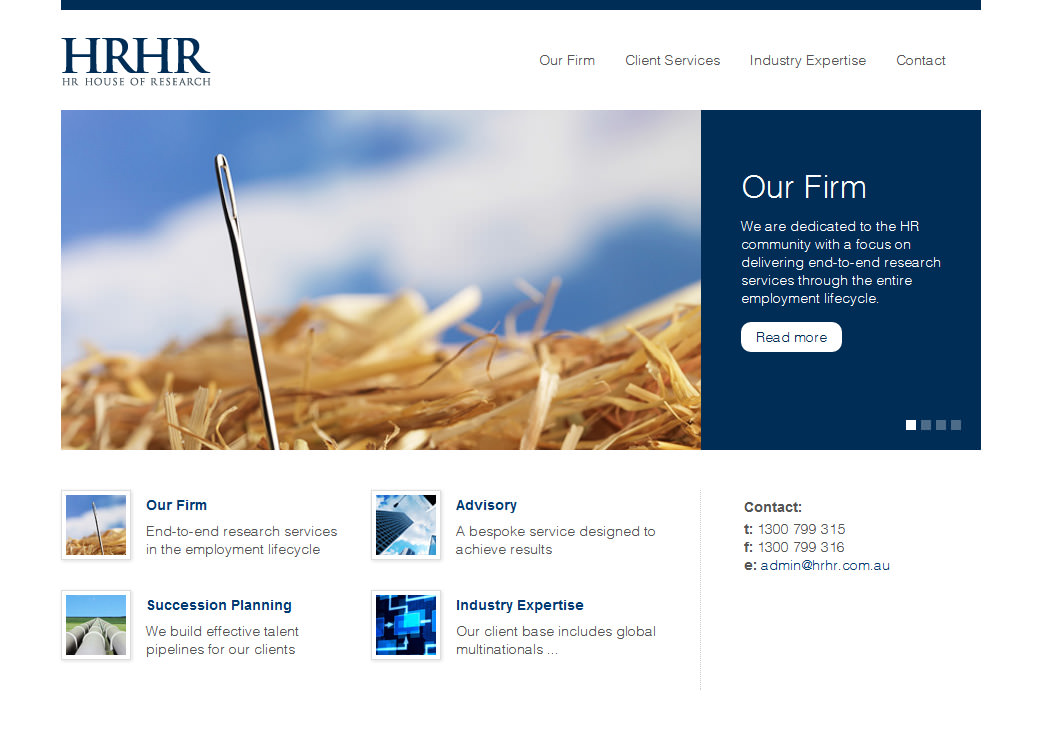 HRHR
HR HOUSE OF RESEARCH
Our Firm
Client Services
Industry Expertise
Contact
Our Firm
We are dedicated to the HR
community with a focus on
delivering end-to-end research
services through the entire
employment lifecycle.
Read more
Our Firm
End-to-end research services
in the employment lifecycle
Advisory
A bespoke service designed to
achieve results
Succession Planning
We build effective talent
pipelines for our clients
Industry Expertise
Our client base includes global
multinationals ...
Contact:
t: 1300 799 315
f: 1300 799 316
e: admin@hrhr.com.au